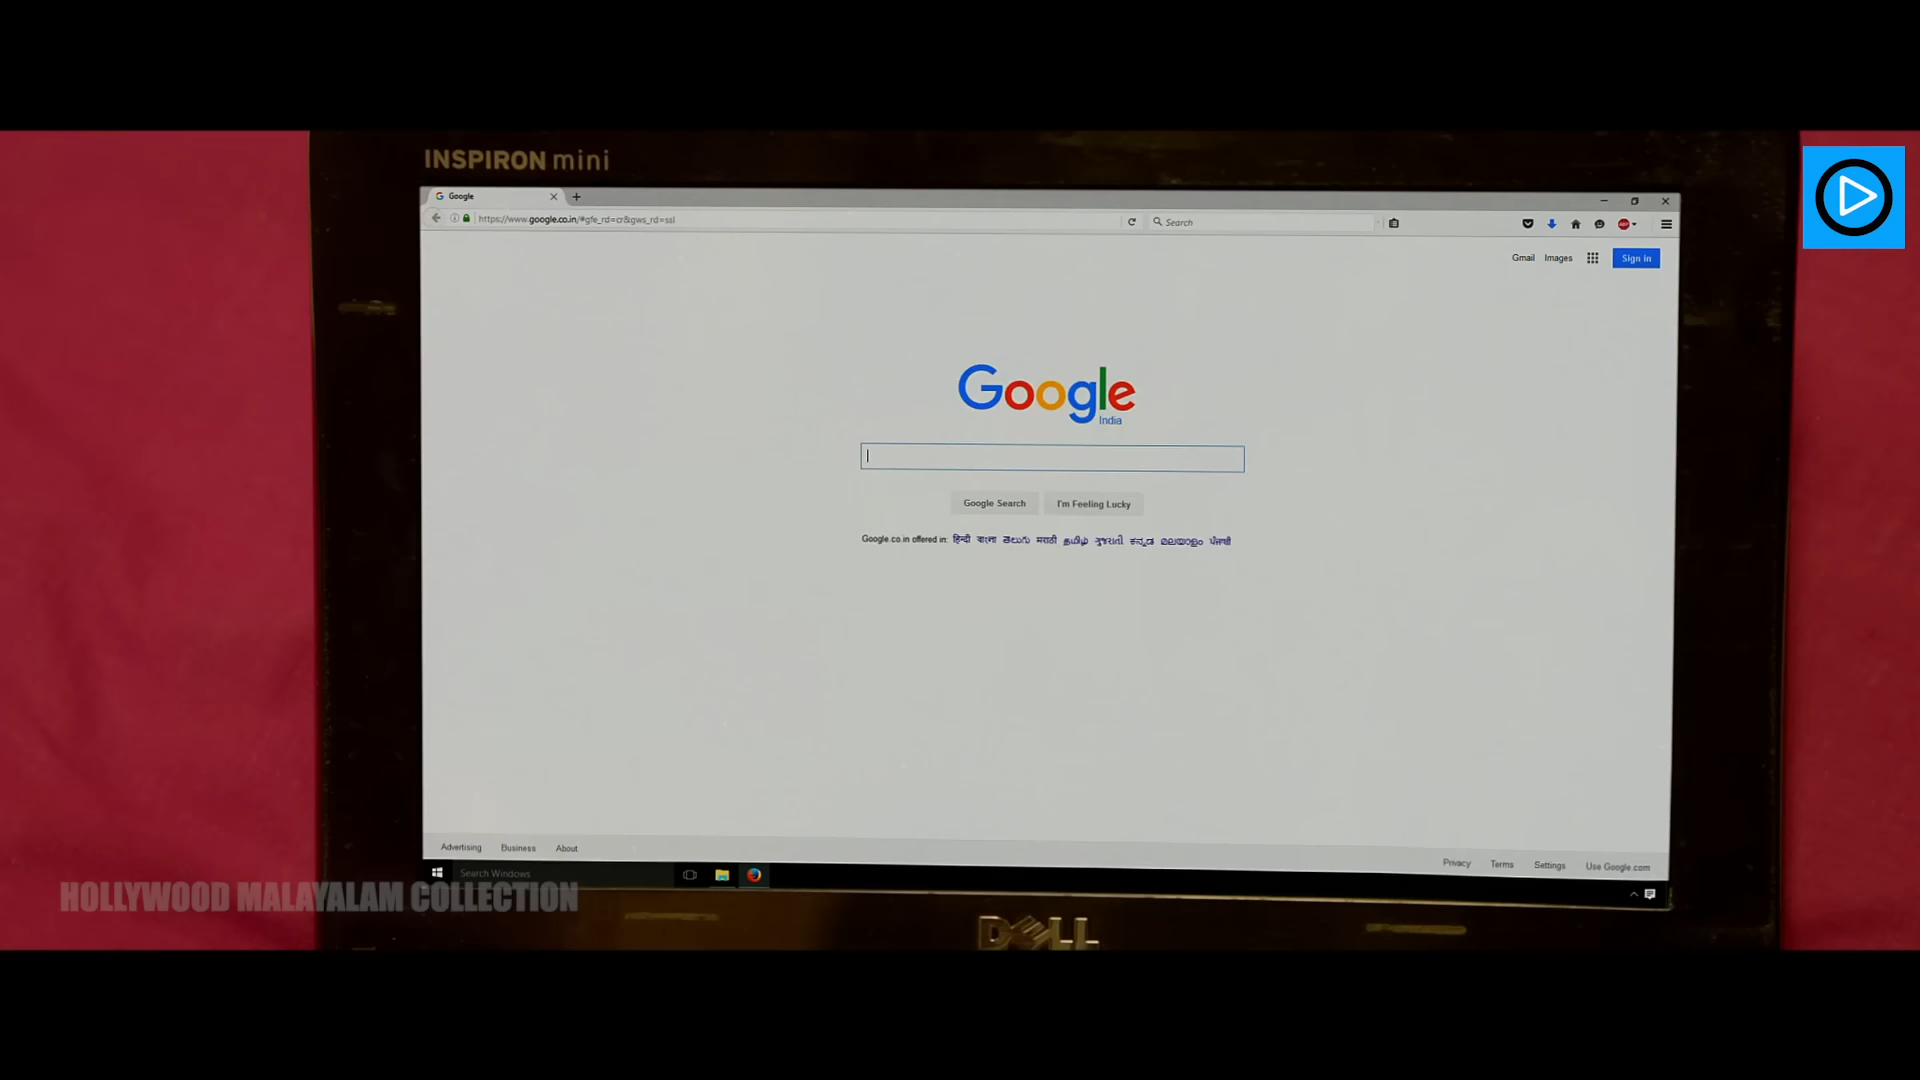 INSPIRON mini
Google
https://www.google.co.in/#gfe_rd=cr&gws_rd=ssl
Search
Gmail Images Sign in
Google
India
Google Search I'm Feeling Lucky
Google.co.in offered in: हिन्दी বাংলা తెలుగు मराठी தமிழ் ગુજરાતી ಕನ್ನಡ മലയാളം ਪੰਜਾਬੀ
Advertising Business About
Privacy Terms Settings Use Google.com
Search Windows
HOLLYWOOD MALAYALAM COLLECTION
DELL